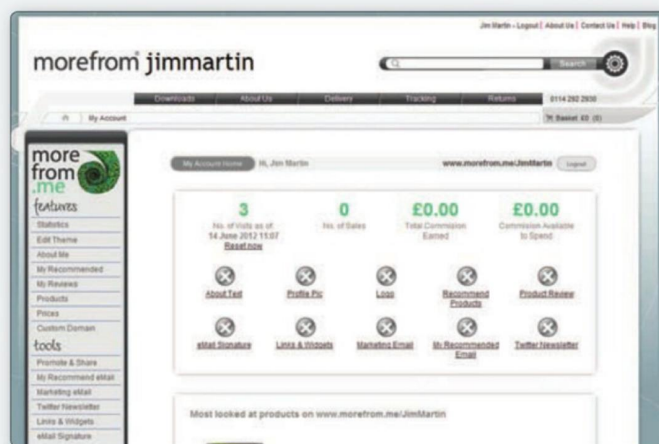 Jim Martin - Logout | About Us | Contact Us | Help | Blog
morefrom jimmartin
Search
Downloads About Us Delivery Tracking Returns 0114 292 2930
My Account Basket £0 (0)
more
from
.me
My Account Home Hi, Jim Martin www.morefrom.me/JimMartin Logout
features
Statistics
Edit Theme
About Me
My Recommended
My Reviews
Products
Prices
Custom Domain
tools
Promote & Share
My Recommend eMail
Marketing eMail
Twitter Newsletter
Links & Widgets
eMail Signature
3 0 £0.00 £0.00
No. of visits as of: No. of Sales Total Commision Commision Available
14 June 2012 11:07 Earned to Spend
Reset now
About Text Profile Pic Logo Recommend Product Review
Products
eMail Signature Links & Widgets Marketing Email My Recommended Twitter Newsletter
Email
Most looked at products on www.morefrom.me/JimMartin